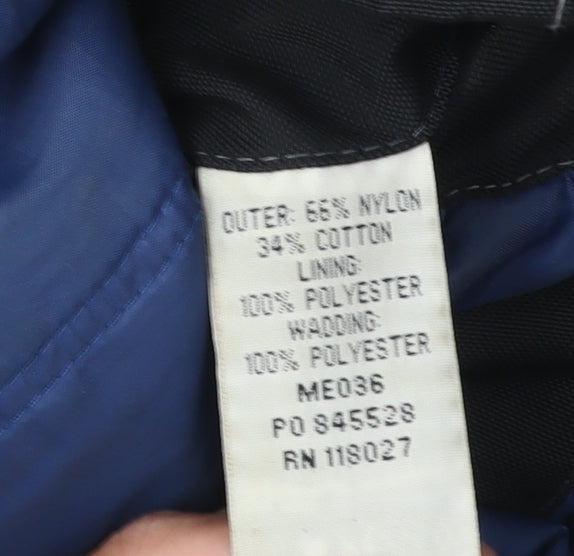 OUTER: 66% NYLON
34% COTTON
LINING:
100% POLYESTER
WADDING:
100% POLYESTER
ME036
PO 845528
RN 118027